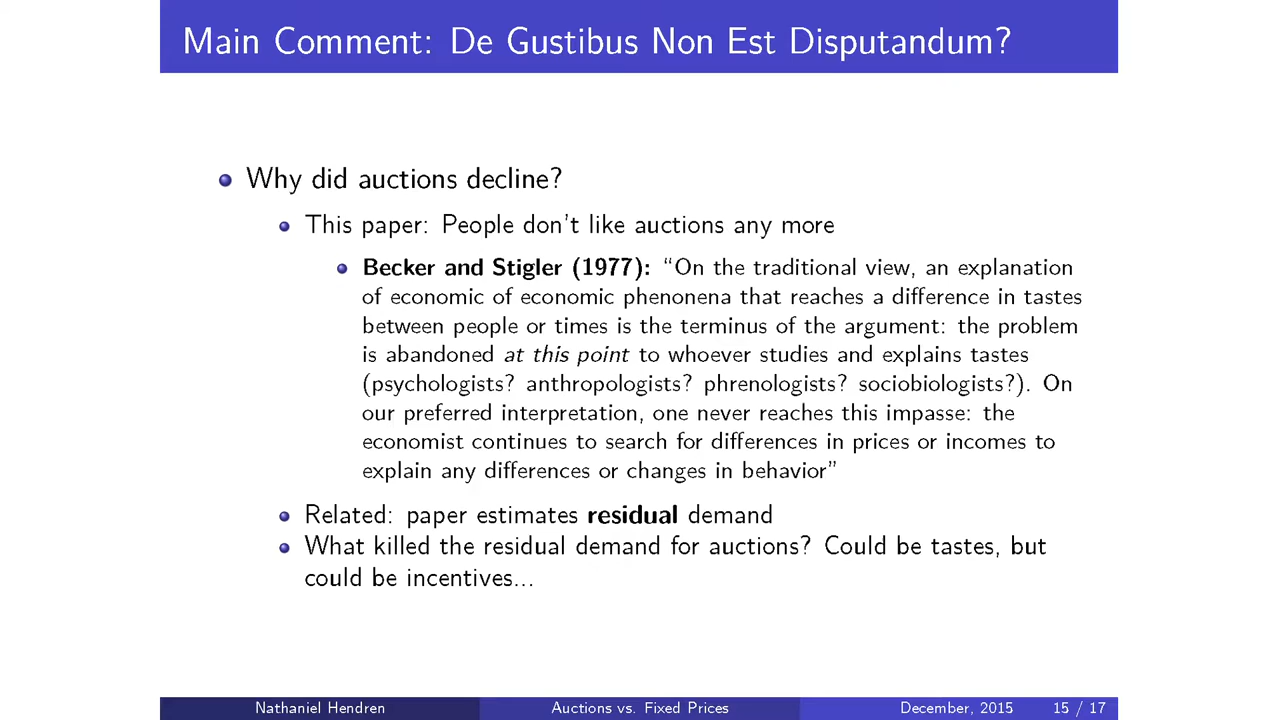 Main Comment: De Gustibus Non Est Disputandum?
Why did auctions decline?
This paper: People don't like auctions any more
Becker and Stigler (1977): “On the traditional view, an explanation
of economic of economic phenonena that reaches a difference in tastes
between people or times is the terminus of the argument: the problem
is abandoned at this point to whoever studies and explains tastes
(psychologists? anthropologists? phrenologists? sociobiologists?). On
our preferred interpretation, one never reaches this impasse: the
economist continues to search for differences in prices or incomes to
explain any differences or changes in behavior”
Related: paper estimates residual demand
What killed the residual demand for auctions? Could be tastes, but
could be incentives...
Nathaniel Hendren Auctions vs. Fixed Prices December, 2015 15 / 17